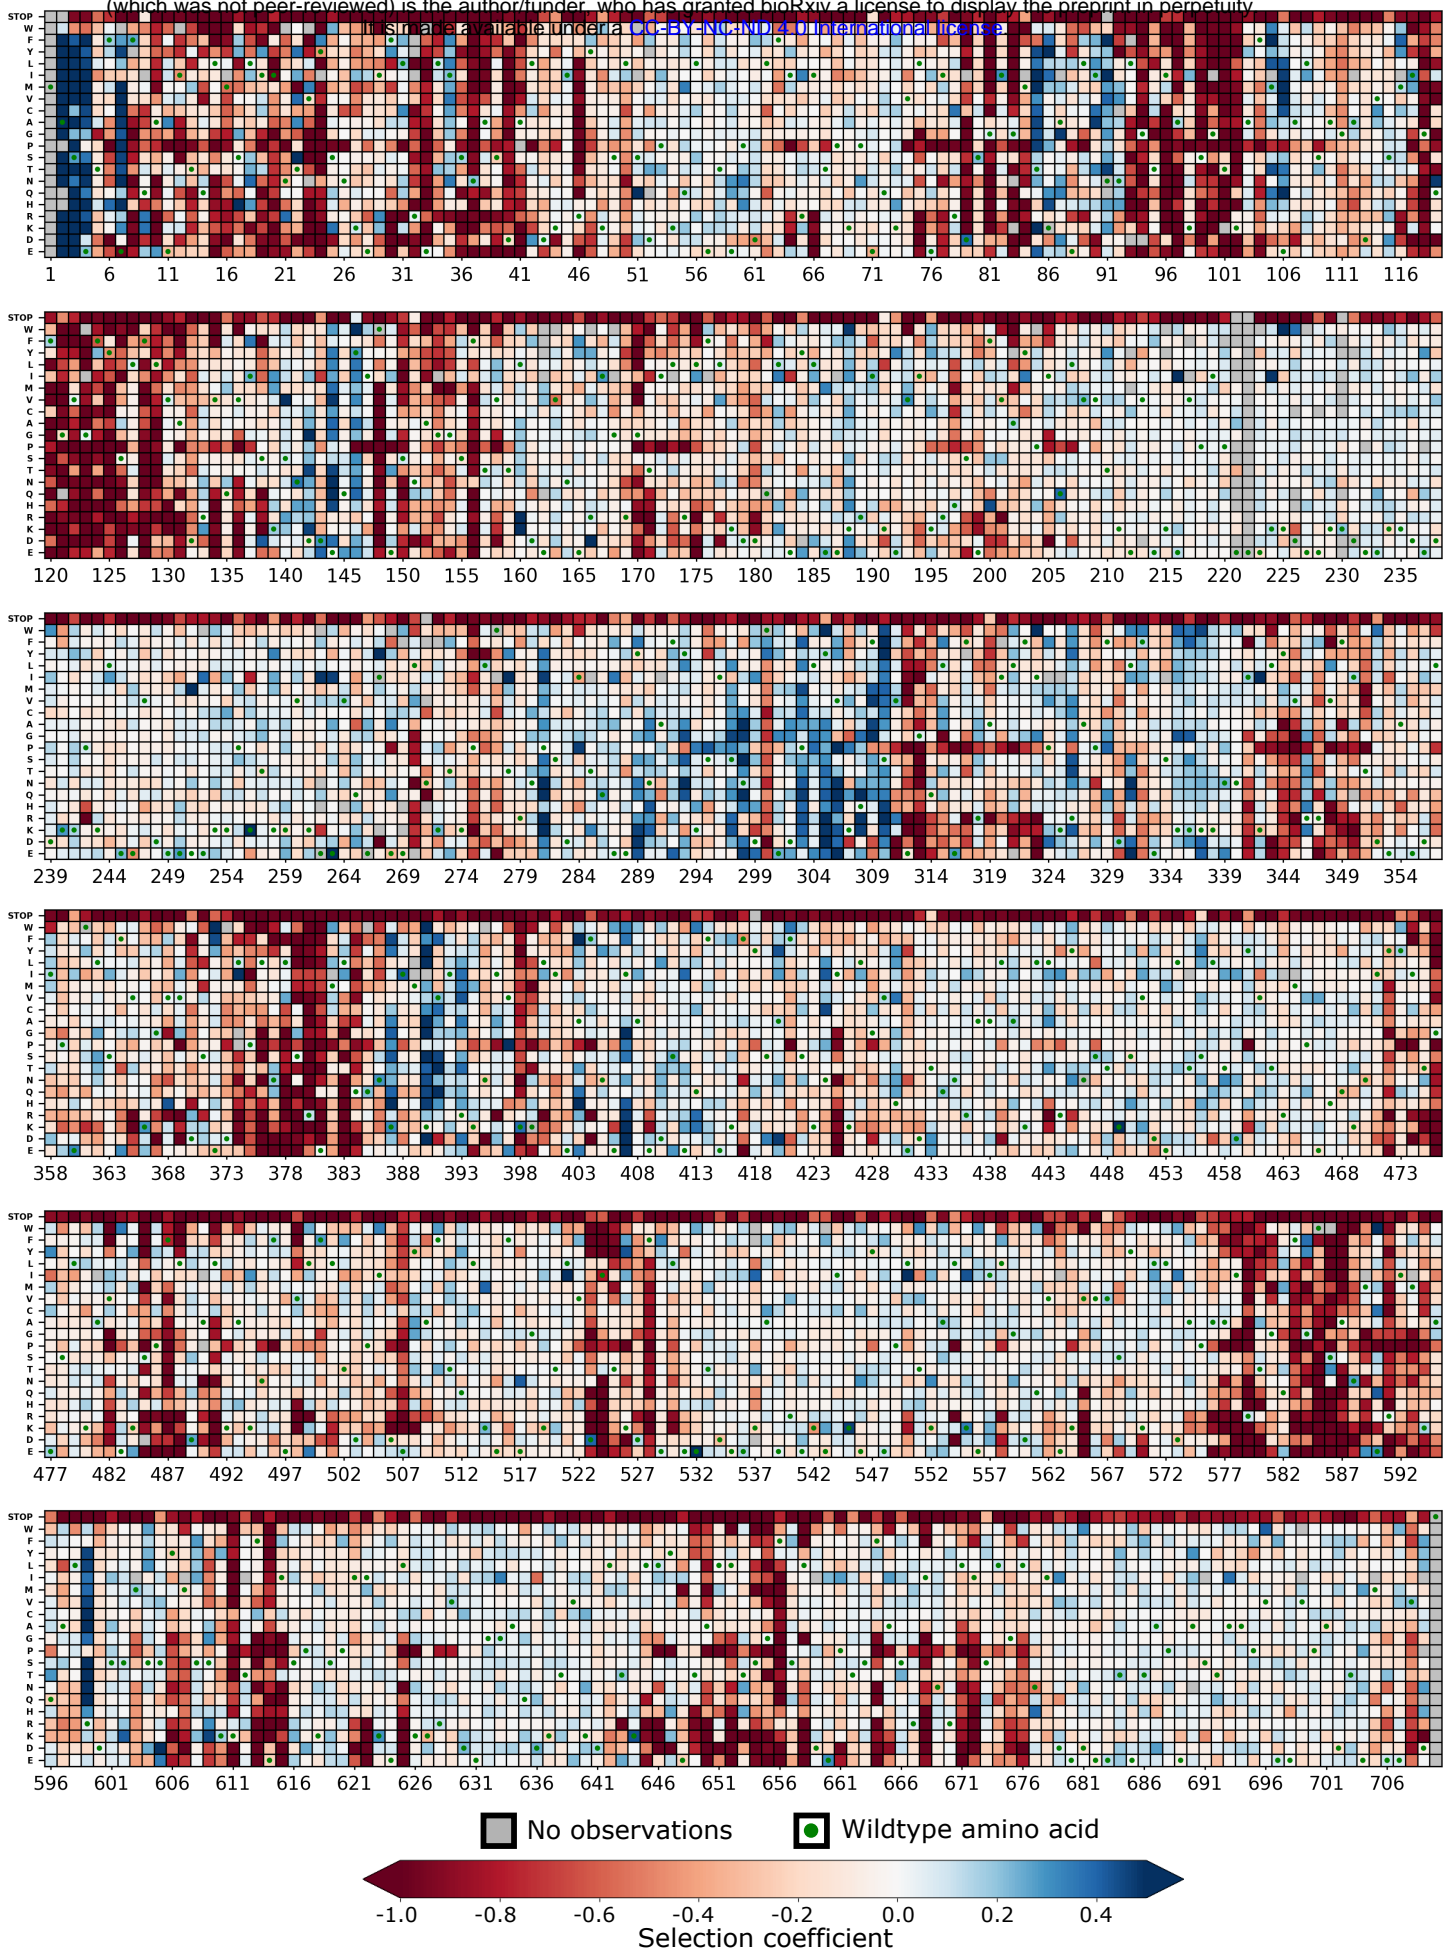 (which was not peer-reviewed) is the author/funder, who has granted bioRxiv a license to display the preprint in perpetuity
It is made available under a CC-BY-NC-ND 4.0 International license.
STOP
W
F
Y
L
I
M
V
C
A
G
P
S
T
N
Q
H
R
K
D
E
1 6 11 16 21 26 31 36 41 46 51 56 61 66 71 76 81 86 91 96 101 106 111 116
STOP
W
F
Y
L
I
M
V
C
A
G
P
S
T
N
Q
H
R
K
D
E
120 125 130 135 140 145 150 155 160 165 170 175 180 185 190 195 200 205 210 215 220 225 230 235
STOP
W
F
Y
L
I
M
V
C
A
G
P
S
T
N
Q
H
R
K
D
E
239 244 249 254 259 264 269 274 279 284 289 294 299 304 309 314 319 324 329 334 339 344 349 354
STOP
W
F
Y
L
I
M
V
C
A
G
P
S
T
N
Q
H
R
K
D
E
358 363 368 373 378 383 388 393 398 403 408 413 418 423 428 433 438 443 448 453 458 463 468 473
STOP
W
F
Y
L
I
M
V
C
A
G
P
S
T
N
Q
H
R
K
D
E
477 482 487 492 497 502 507 512 517 522 527 532 537 542 547 552 557 562 567 572 577 582 587 592
STOP
W
F
Y
L
I
M
V
C
A
G
P
S
T
N
Q
H
R
K
D
E
596 601 606 611 616 621 626 631 636 641 646 651 656 661 666 671 676 681 686 691 696 701 706
No observations Wildtype amino acid
-1.0 -0.8 -0.6 -0.4 -0.2 0.0 0.2 0.4
Selection coefficient